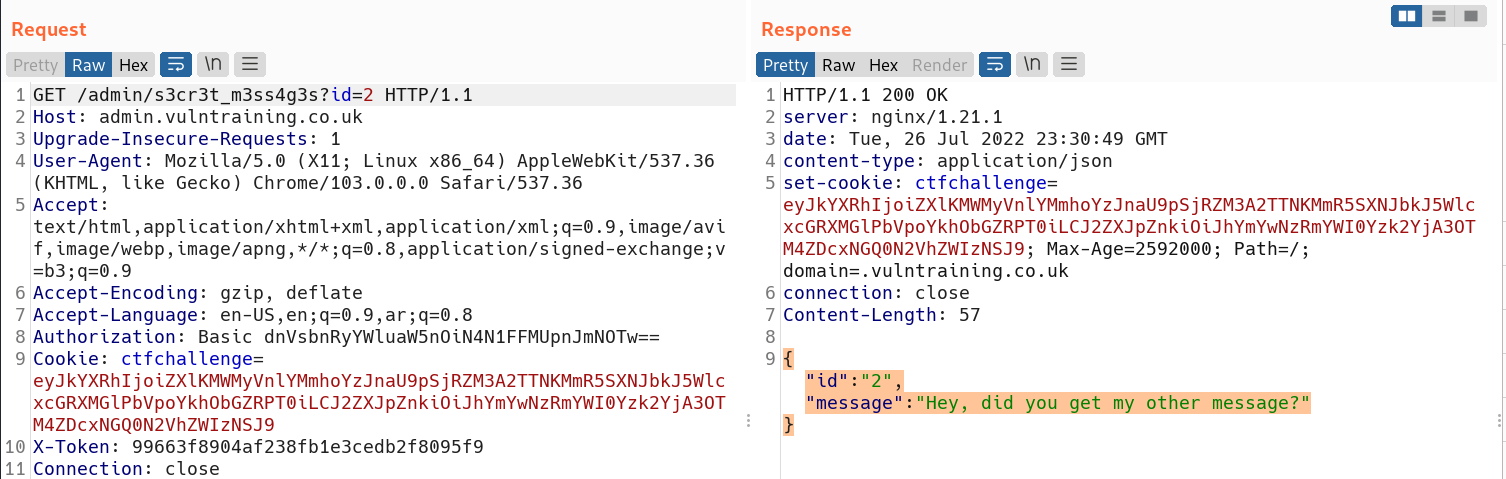 Request
Pretty Raw Hex \n
1 GET /admin/s3cr3t_m3ss4g3s?id=2 HTTP/1.1
2 Host: admin.vulntraining.co.uk
3 Upgrade-Insecure-Requests: 1
4 User-Agent: Mozilla/5.0 (X11; Linux x86_64) AppleWebKit/537.36
(KHTML, like Gecko) Chrome/103.0.0.0 Safari/537.36
5 Accept:
text/html,application/xhtml+xml,application/xml;q=0.9,image/avi
f,image/webp,image/apng,*/*;q=0.8,application/signed-exchange;v
=b3;q=0.9
6 Accept-Encoding: gzip, deflate
7 Accept-Language: en-US,en;q=0.9,ar;q=0.8
8 Authorization: Basic dnVsbnRyYWluaW5nOiN4N1FFMUpnJmNOTw==
9 Cookie: ctfchallenge=
eyJkYXRhIjoiZXlKMWMyVnlYMmhoYzJnaU9pSjRZM3A2TTNKMmR5SXNJbkJ5Wlc
xcGRXMGlPbVpoYkhObGZRPT0iLCJ2ZXJpZnkiOiJhYmYwNzRmYWI0Yzk2YjA3OT
M4ZDcxNGQ0N2VhZWIzNSJ9
10 X-Token: 99663f8904af238fb1e3cedb2f8095f9
11 Connection: close
Response
Pretty Raw Hex Render \n
1 HTTP/1.1 200 OK
2 server: nginx/1.21.1
3 date: Tue, 26 Jul 2022 23:30:49 GMT
4 content-type: application/json
5 set-cookie: ctfchallenge=
eyJkYXRhIjoiZXlKMWMyVnlYMmhoYzJnaU9pSjRZM3A2TTNKMmR5SXNJbkJ5Wlc
xcGRXMGlPbVpoYkhObGZRPT0iLCJ2ZXJpZnkiOiJhYmYwNzRmYWI0Yzk2YjA3OT
M4ZDcxNGQ0N2VhZWIzNSJ9; Max-Age=2592000; Path=/;
domain=.vulntraining.co.uk
6 connection: close
7 Content-Length: 57
8
9 {
"id":"2",
"message":"Hey, did you get my other message?"
}